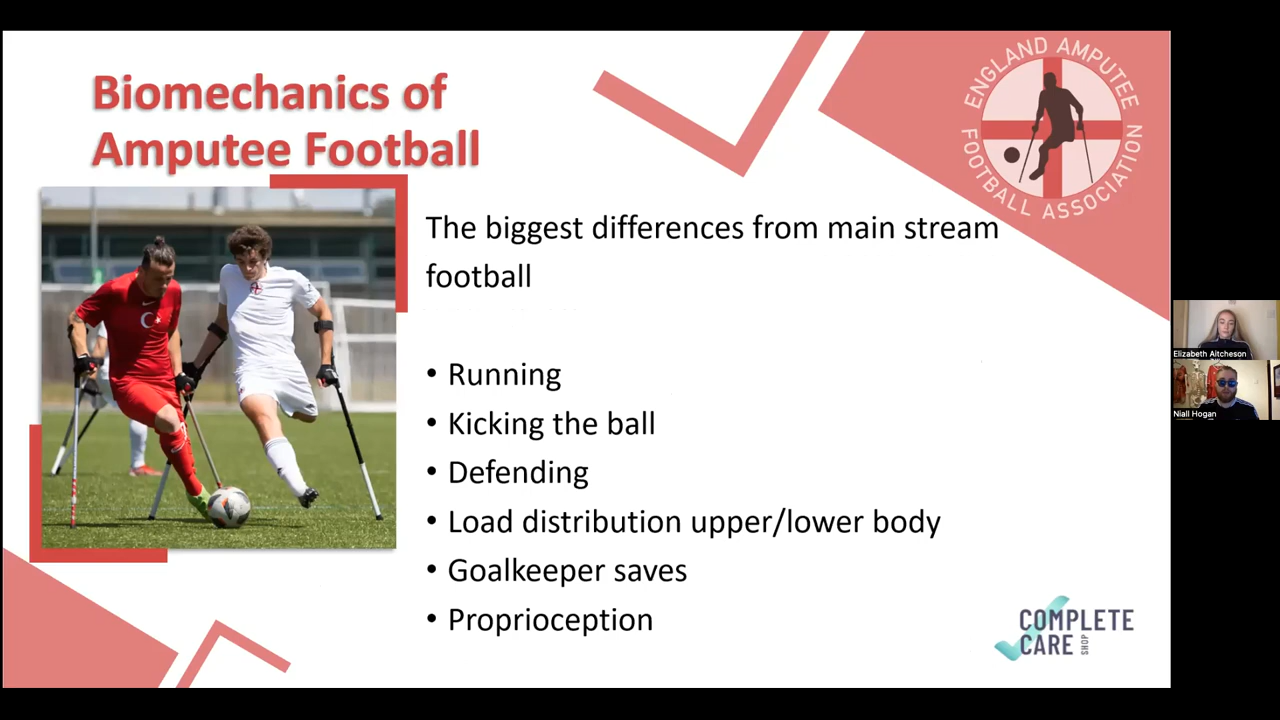 Biomechanics of
Amputee Football
ENGLAND AMPUTEE
FOOTBALL ASSOCIATION
The biggest differences from main stream
football
• Running
• Kicking the ball
• Defending
• Load distribution upper/lower body
• Goalkeeper saves
• Proprioception
COMPLETE
CARE SHOP
Elizabeth Aitcheson
Niall Hogan